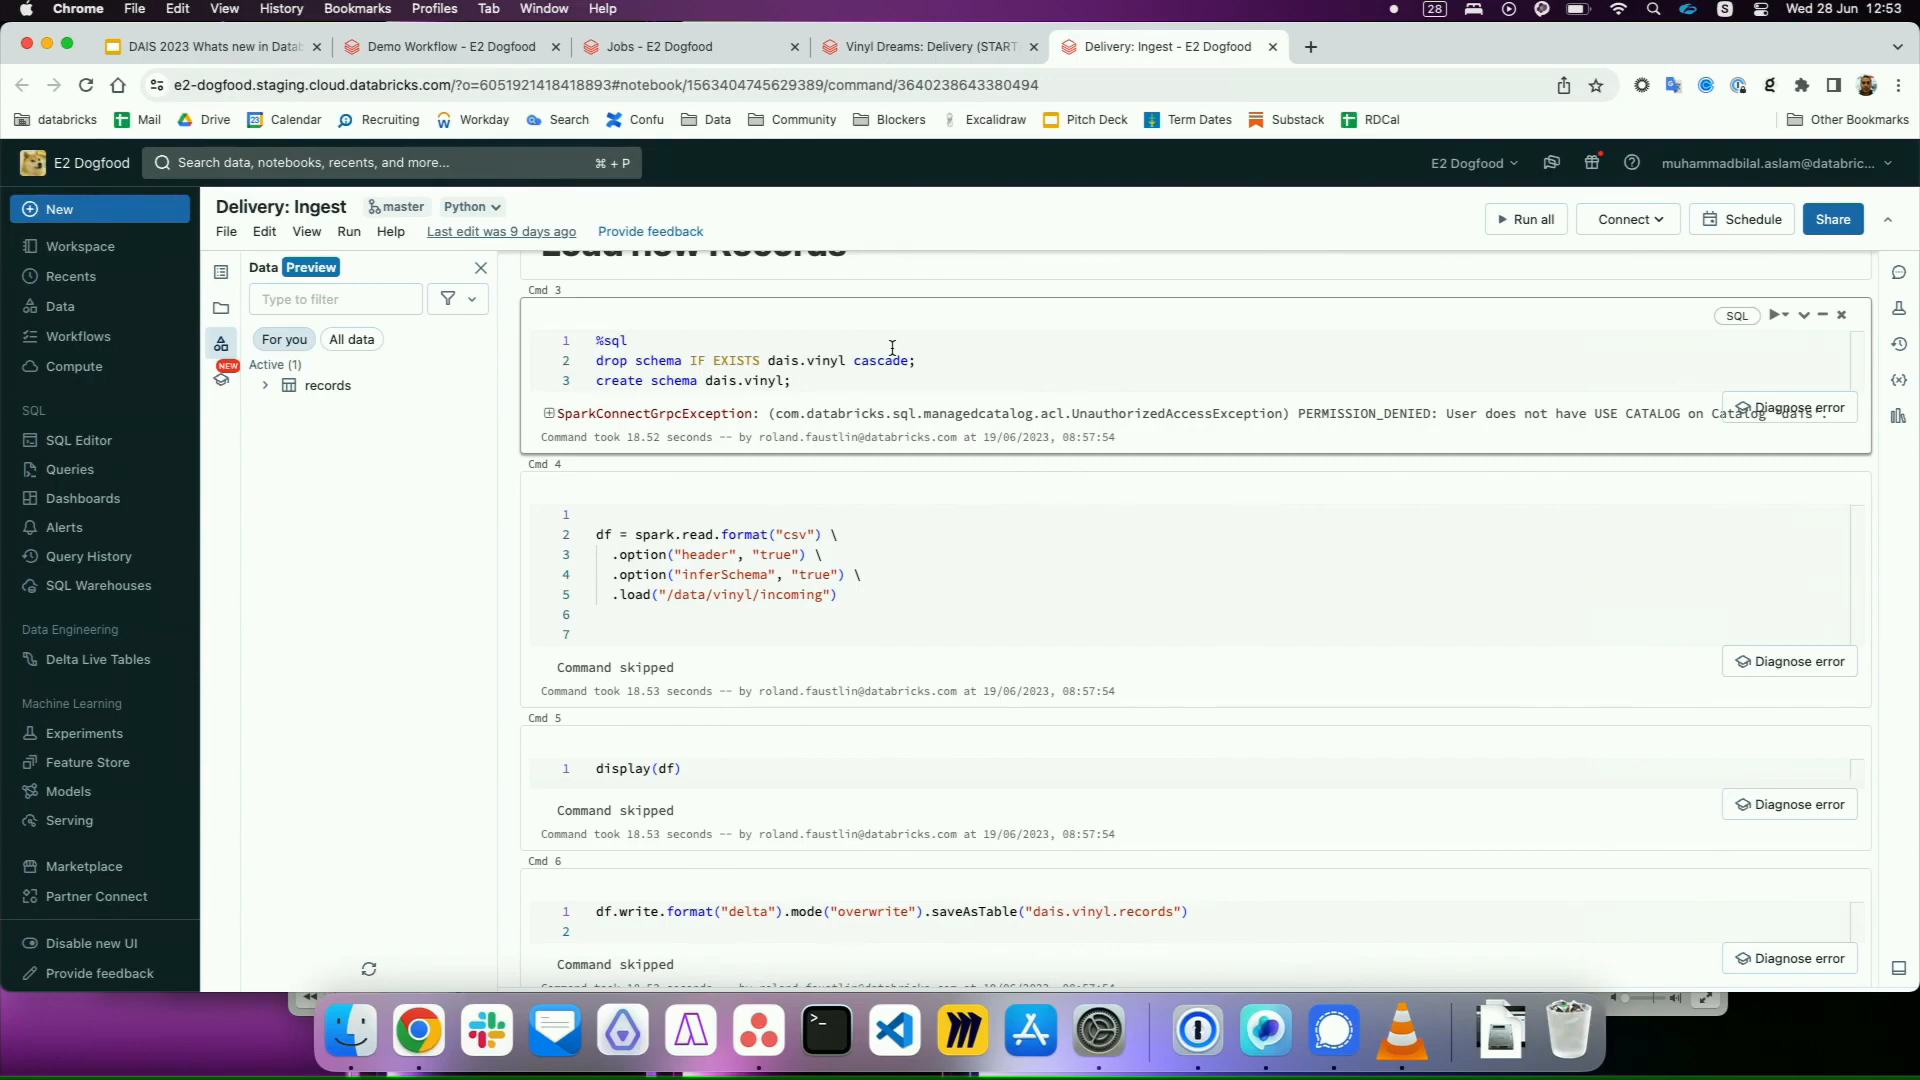 Chrome File Edit View History Bookmarks Profiles Tab Window Help 28 S Wed 28 Jun 12:53
DAIS 2023 Whats new in Datab Demo Workflow - E2 Dogfood Jobs - E2 Dogfood Vinyl Dreams: Delivery (START Delivery: Ingest - E2 Dogfood
e2-dogfood.staging.cloud.databricks.com/?o=6051921418418893#notebook/1563404745629389/command/3640238643380494
databricks Mail Drive Calendar Recruiting Workday Search Confu Data Community Blockers Excalidraw Pitch Deck Term Dates Substack RDCal Other Bookmarks
E2 Dogfood Search data, notebooks, recents, and more... ⌘ + P E2 Dogfood muhammadbilal.aslam@databric...
New
Workspace
Recents
Data
Workflows
Compute
SQL
SQL Editor
Queries
Dashboards
Alerts
Query History
SQL Warehouses
Data Engineering
Delta Live Tables
Machine Learning
Experiments
Feature Store
Models
Serving
Marketplace
Partner Connect
Disable new UI
Provide feedback
Delivery: Ingest master Python Run all Connect Schedule Share
File Edit View Run Help Last edit was 9 days ago Provide feedback
Data Preview
Type to filter
For you All data
Active (1)
NEW
records
Load new Records
Cmd 3
SQL
1 %sql
2 drop schema IF EXISTS dais.vinyl cascade;
3 create schema dais.vinyl;
SparkConnectGrpcException: (com.databricks.sql.managedcatalog.acl.UnauthorizedAccessException) PERMISSION_DENIED: User does not have USE CATALOG on Catalog 'dais'.
Diagnose error
Command took 18.52 seconds -- by roland.faustlin@databricks.com at 19/06/2023, 08:57:54
Cmd 4
1
2 df = spark.read.format("csv") \
3 .option("header", "true") \
4 .option("inferSchema", "true") \
5 .load("/data/vinyl/incoming")
6
7
Command skipped
Diagnose error
Command took 18.53 seconds -- by roland.faustlin@databricks.com at 19/06/2023, 08:57:54
Cmd 5
1 display(df)
Command skipped
Diagnose error
Command took 18.53 seconds -- by roland.faustlin@databricks.com at 19/06/2023, 08:57:54
Cmd 6
1 df.write.format("delta").mode("overwrite").saveAsTable("dais.vinyl.records")
2
Command skipped
Diagnose error